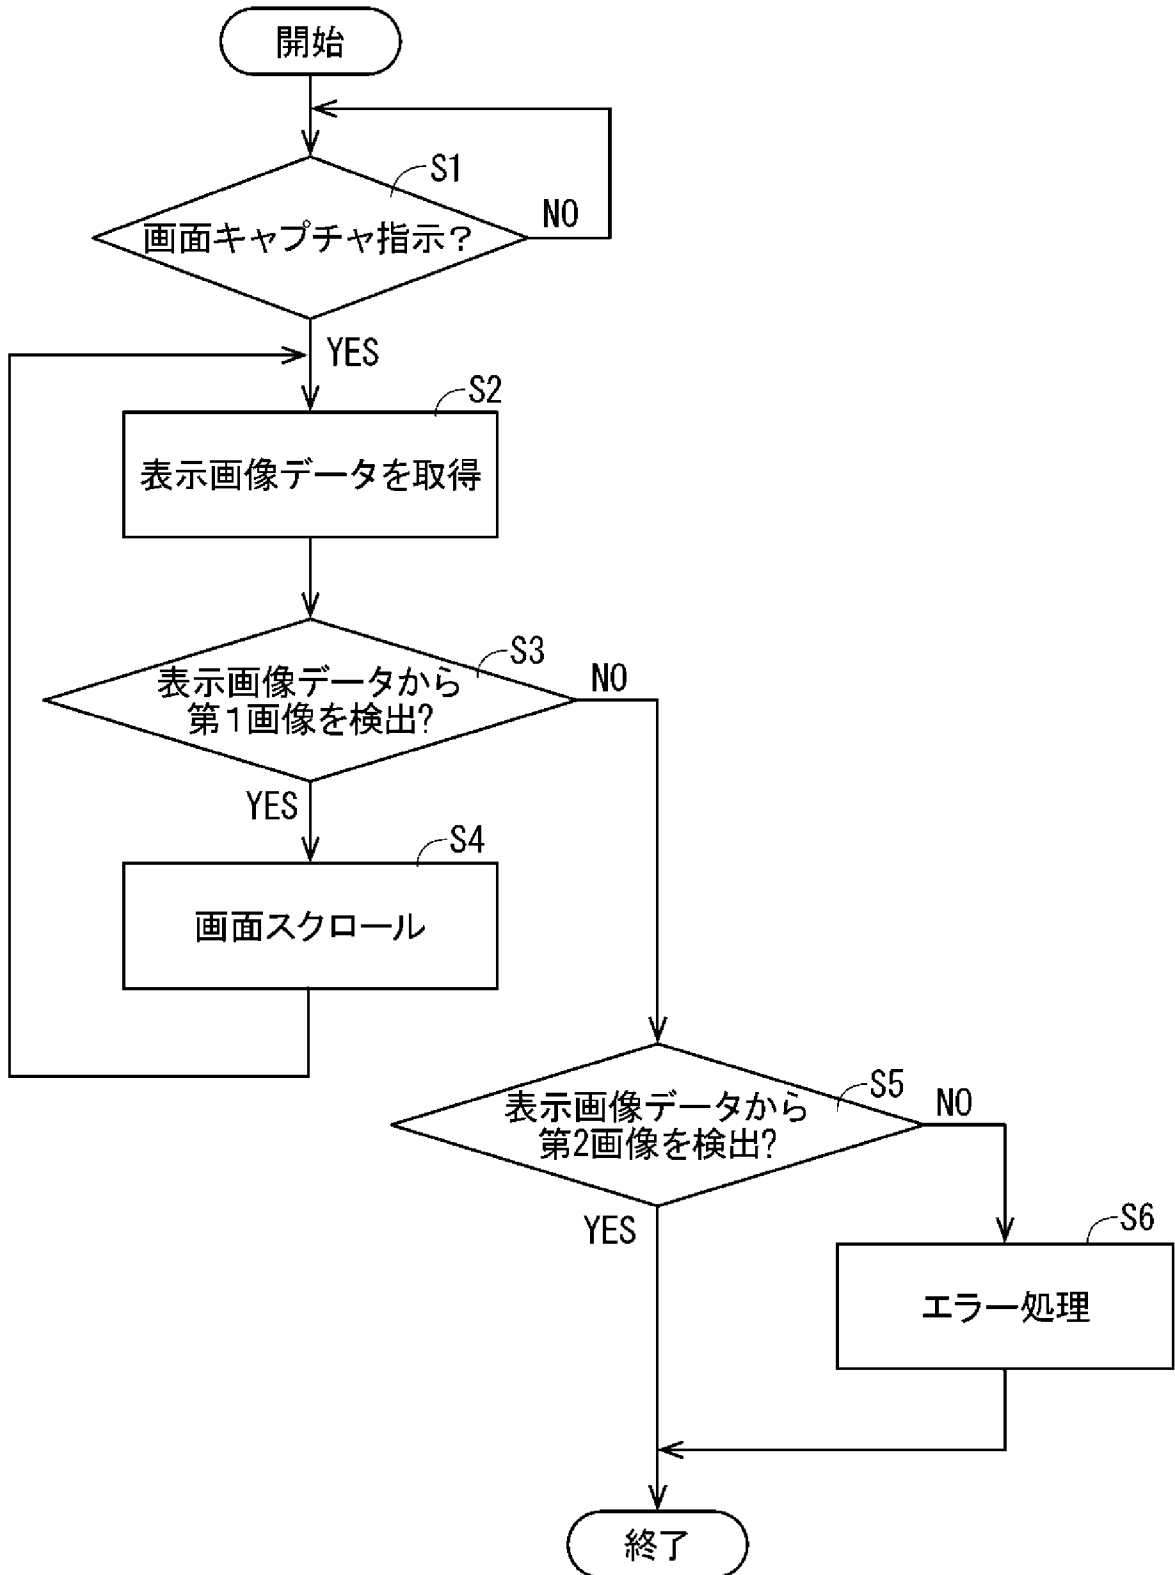 開始
S1
画面キャプチャ指示？
NO
YES
S2
表示画像データを取得
S3
表示画像データから
第１画像を検出?
NO
YES
S4
画面スクロール
S5
表示画像データから
第2画像を検出?
NO
YES
S6
エラー処理
終了